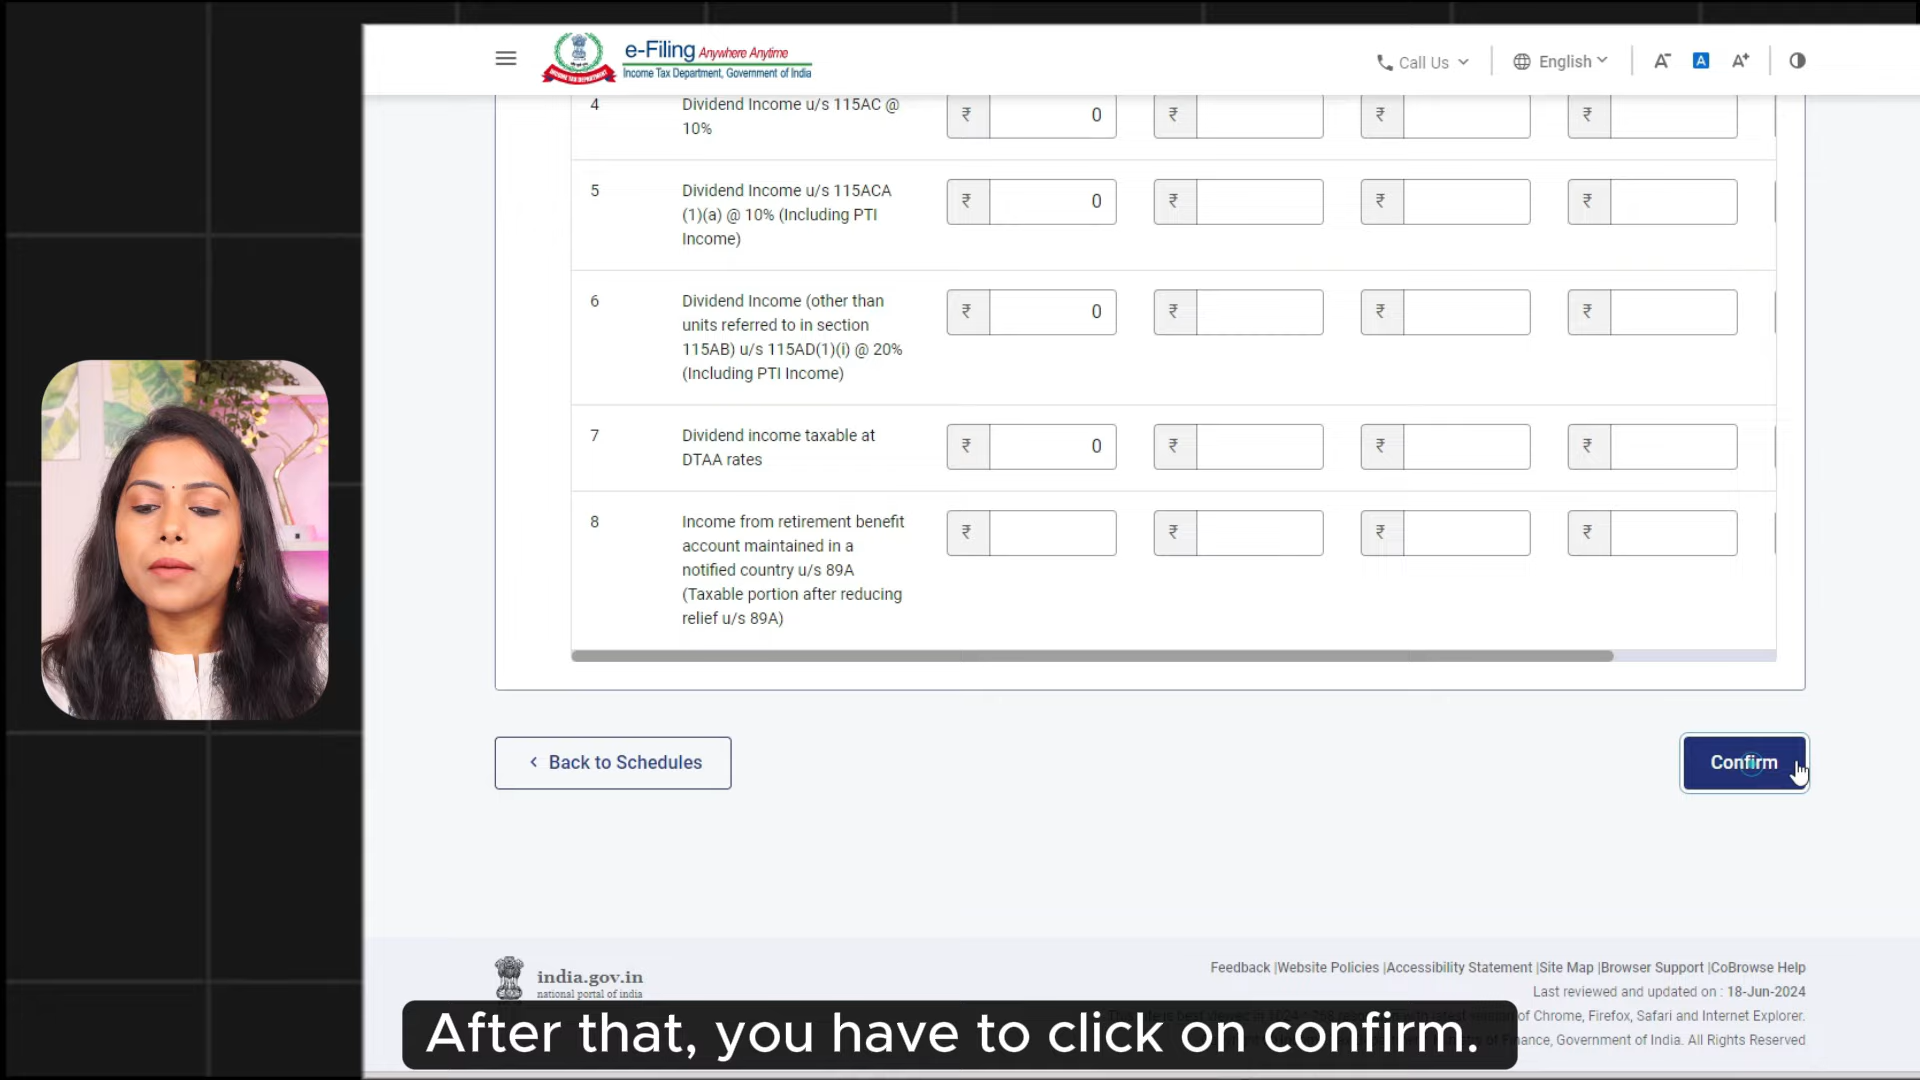 e-Filing Anywhere Anytime
Income Tax Department, Government of India
Call Us
English
A-
A
A+
4
Dividend Income u/s 115AC @
10%
₹ 0 ₹ ₹ ₹
5
Dividend Income u/s 115ACA
(1)(a) @ 10% (Including PTI
Income)
₹ 0 ₹ ₹ ₹
6
Dividend Income (other than
units referred to in section
115AB) u/s 115AD(1)(i) @ 20%
(Including PTI Income)
₹ 0 ₹ ₹ ₹
7
Dividend income taxable at
DTAA rates
₹ 0 ₹ ₹ ₹
8
Income from retirement benefit
account maintained in a
notified country u/s 89A
(Taxable portion after reducing
relief u/s 89A)
₹ ₹ ₹ ₹
< Back to Schedules
Confirm
india.gov.in
national portal of india
Feedback |Website Policies |Accessibility Statement |Site Map |Browser Support |CoBrowse Help
Last reviewed and updated on : 18-Jun-2024
of Chrome, Firefox, Safari and Internet Explorer.
Government of India. All Rights Reserved
After that, you have to click on confirm.